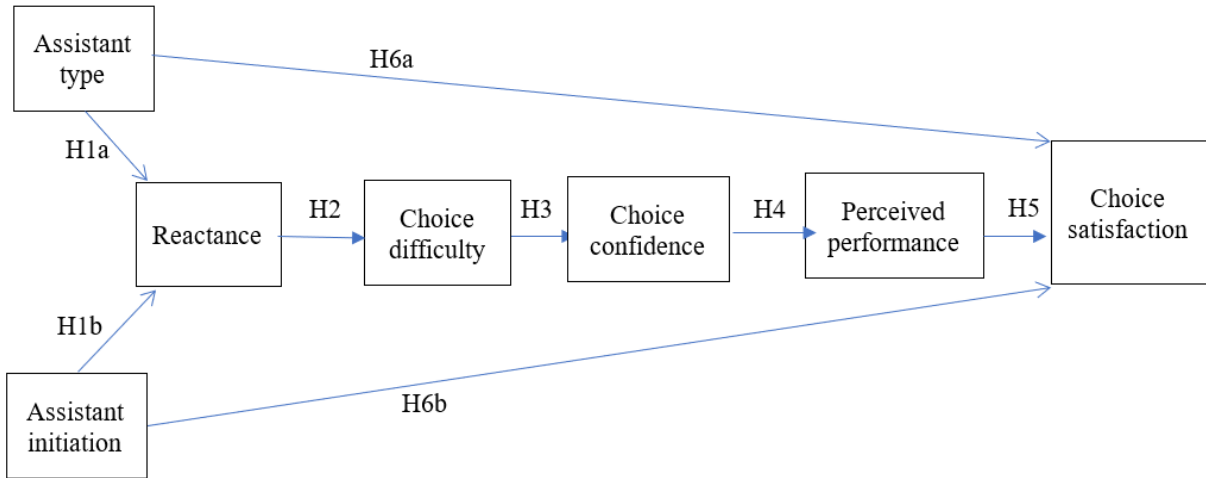 Assistant
type
H6a
H1a
Reactance
H2
Choice
difficulty
H3
Choice
confidence
H4
Perceived
performance
H5
Choice
satisfaction
H1b
Assistant
initiation
H6b